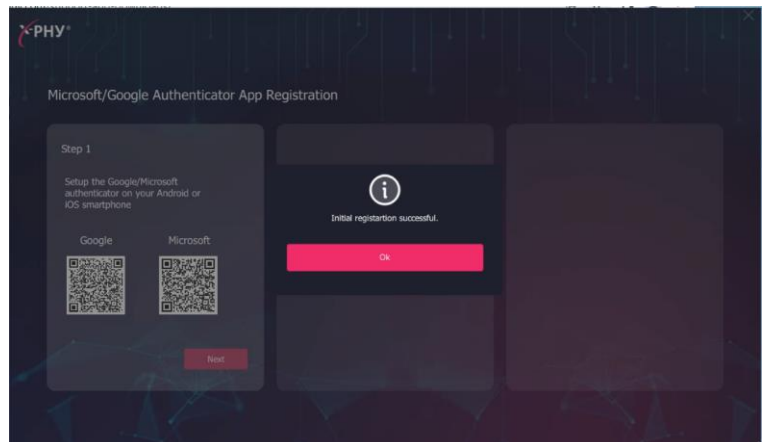 X-PHY®
Microsoft/Google Authenticator App Registration
Step 1
Setup the Google/Microsoft
authenticator on your Android or
iOS smartphone
Google Microsoft
Next
Initial registartion successful.
Ok